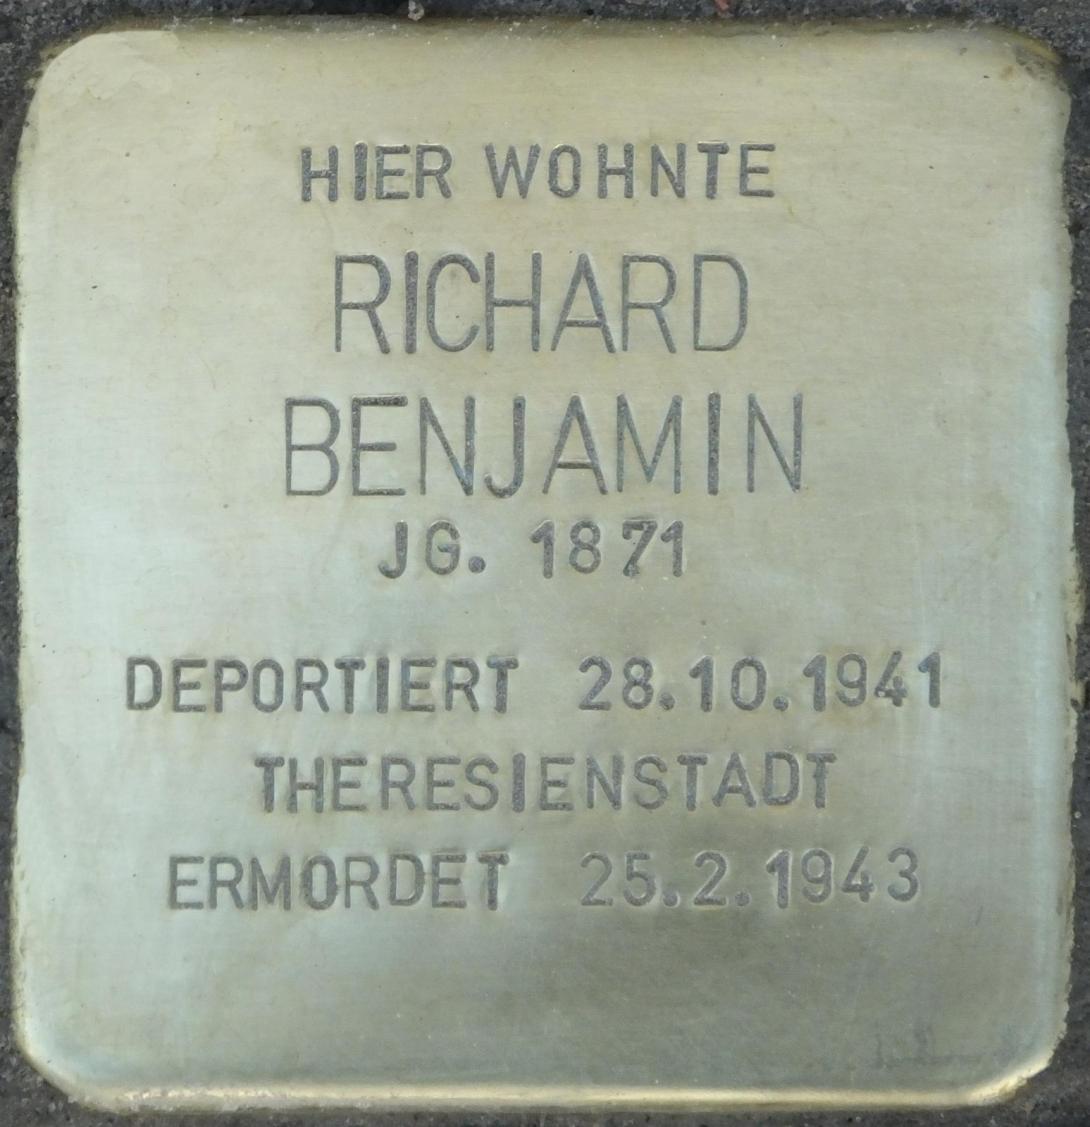 HIER WOHNTE
RICHARD
BENJAMIN
JG. 1871
DEPORTIERT 28.10.1941
THERESIENSTADT
ERMORDET 25.2.1943